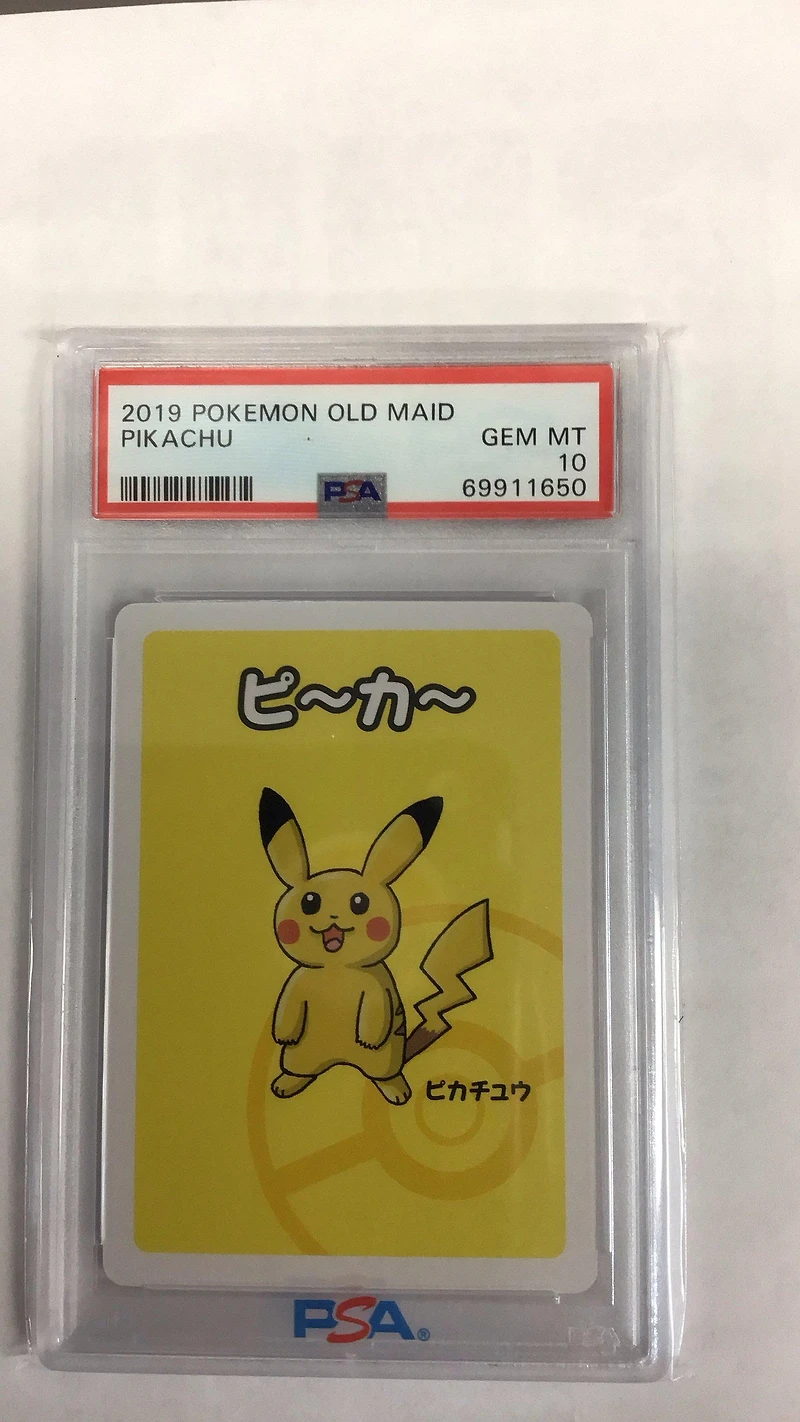 2019 POKEMON OLD MAID
PIKACHU
GEM MT
10
PSA
69911650
ピ〜カ〜
ピカチュウ
PSA®